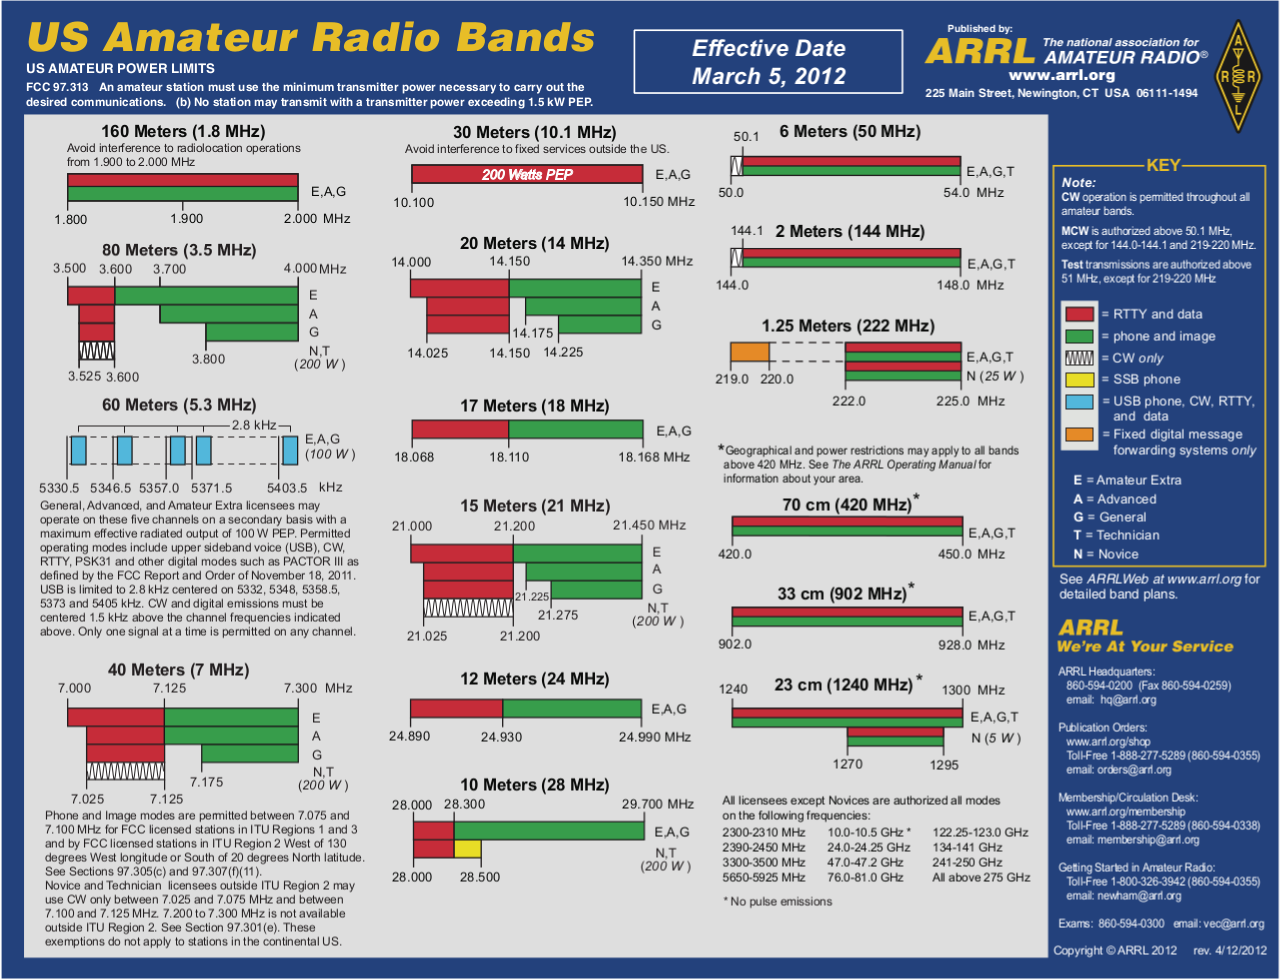 US Amateur Radio Bands
US AMATEUR POWER LIMITS
FCC 97.313 An amateur station must use the minimum transmitter power necessary to carry out the
desired communications. (b) No station may transmit with a transmitter power exceeding 1.5 kW PEP.
Effective Date
March 5, 2012
Published by:
ARRL The national association for
AMATEUR RADIO®
www.arrl.org
225 Main Street, Newington, CT USA 06111-1494
A
R R
L
160 Meters (1.8 MHz)
Avoid interference to radiolocation operations
from 1.900 to 2.000 MHz
E,A,G
1.800 1.900 2.000 MHz
80 Meters (3.5 MHz)
3.500 3.600 3.700 4.000 MHz
E
A
G
N,T
(200 W)
3.800
3.525 3.600
60 Meters (5.3 MHz)
2.8 kHz
E,A,G
(100 W)
5330.5 5346.5 5357.0 5371.5 5403.5 kHz
General, Advanced, and Amateur Extra licensees may
operate on these five channels on a secondary basis with a
maximum effective radiated output of 100 W PEP. Permitted
operating modes include upper sideband voice (USB), CW,
RTTY, PSK31 and other digital modes such as PACTOR III as
defined by the FCC Report and Order of November 18, 2011.
USB is limited to 2.8 kHz centered on 5332, 5348, 5358.5,
5373 and 5405 kHz. CW and digital emissions must be
centered 1.5 kHz above the channel frequencies indicated
above. Only one signal at a time is permitted on any channel.
40 Meters (7 MHz)
7.000 7.125 7.300 MHz
E
A
G
N,T
(200 W)
7.175
7.025 7.125
Phone and Image modes are permitted between 7.075 and
7.100 MHz for FCC licensed stations in ITU Regions 1 and 3
and by FCC licensed stations in ITU Region 2 West of 130
degrees West longitude or South of 20 degrees North latitude.
See Sections 97.305(c) and 97.307(f)(11).
Novice and Technician licensees outside ITU Region 2 may
use CW only between 7.025 and 7.075 MHz and between
7.100 and 7.125 MHz. 7.200 to 7.300 MHz is not available
outside ITU Region 2. See Section 97.301(e). These
exemptions do not apply to stations in the continental US.
30 Meters (10.1 MHz)
Avoid interference to fixed services outside the US.
200 Watts PEP
E,A,G
10.100 10.150 MHz
20 Meters (14 MHz)
14.000 14.150 14.350 MHz
E
A
G
14.175
14.025 14.150 14.225
17 Meters (18 MHz)
E,A,G
18.068 18.110 18.168 MHz
15 Meters (21 MHz)
21.000 21.200 21.450 MHz
E
A
G
N,T
(200 W)
21.225
21.275
21.025 21.200
12 Meters (24 MHz)
E,A,G
24.890 24.930 24.990 MHz
10 Meters (28 MHz)
28.000 28.300 29.700 MHz
E,A,G
N,T
(200 W)
28.000 28.500
6 Meters (50 MHz)
50.1
E,A,G,T
50.0 54.0 MHz
2 Meters (144 MHz)
144.1
E,A,G,T
144.0 148.0 MHz
1.25 Meters (222 MHz)
E,A,G,T
N (25 W)
219.0 220.0
222.0 225.0 MHz
*Geographical and power restrictions may apply to all bands
above 420 MHz. See The ARRL Operating Manual for
information about your area.
70 cm (420 MHz)*
E,A,G,T
420.0 450.0 MHz
33 cm (902 MHz)*
E,A,G,T
902.0 928.0 MHz
23 cm (1240 MHz)*
1240 1300 MHz
E,A,G,T
N (5 W)
1270 1295
All licensees except Novices are authorized all modes
on the following frequencies:
2300-2310 MHz 10.0-10.5 GHz * 122.25-123.0 GHz
2390-2450 MHz 24.0-24.25 GHz 134-141 GHz
3300-3500 MHz 47.0-47.2 GHz 241-250 GHz
5650-5925 MHz 76.0-81.0 GHz All above 275 GHz
* No pulse emissions
KEY
Note:
CW operation is permitted throughout all
amateur bands.
MCW is authorized above 50.1 MHz,
except for 144.0-144.1 and 219-220 MHz.
Test transmissions are authorized above
51 MHz, except for 219-220 MHz
= RTTY and data
= phone and image
= CW only
= SSB phone
= USB phone, CW, RTTY,
and data
= Fixed digital message
forwarding systems only
E = Amateur Extra
A = Advanced
G = General
T = Technician
N = Novice
See ARRLWeb at www.arrl.org for
detailed band plans.
ARRL
We're At Your Service
ARRL Headquarters:
860-594-0200 (Fax 860-594-0259)
email: hq@arrl.org
Publication Orders:
www.arrl.org/shop
Toll-Free 1-888-277-5289 (860-594-0355)
email: orders@arrl.org
Membership/Circulation Desk:
www.arrl.org/membership
Toll-Free 1-888-277-5289 (860-594-0338)
email: membership@arrl.org
Getting Started in Amateur Radio:
Toll-Free 1-800-326-3942 (860-594-0355)
email: newham@arrl.org
Exams: 860-594-0300 email: vec@arrl.org
Copyright © ARRL 2012 rev. 4/12/2012